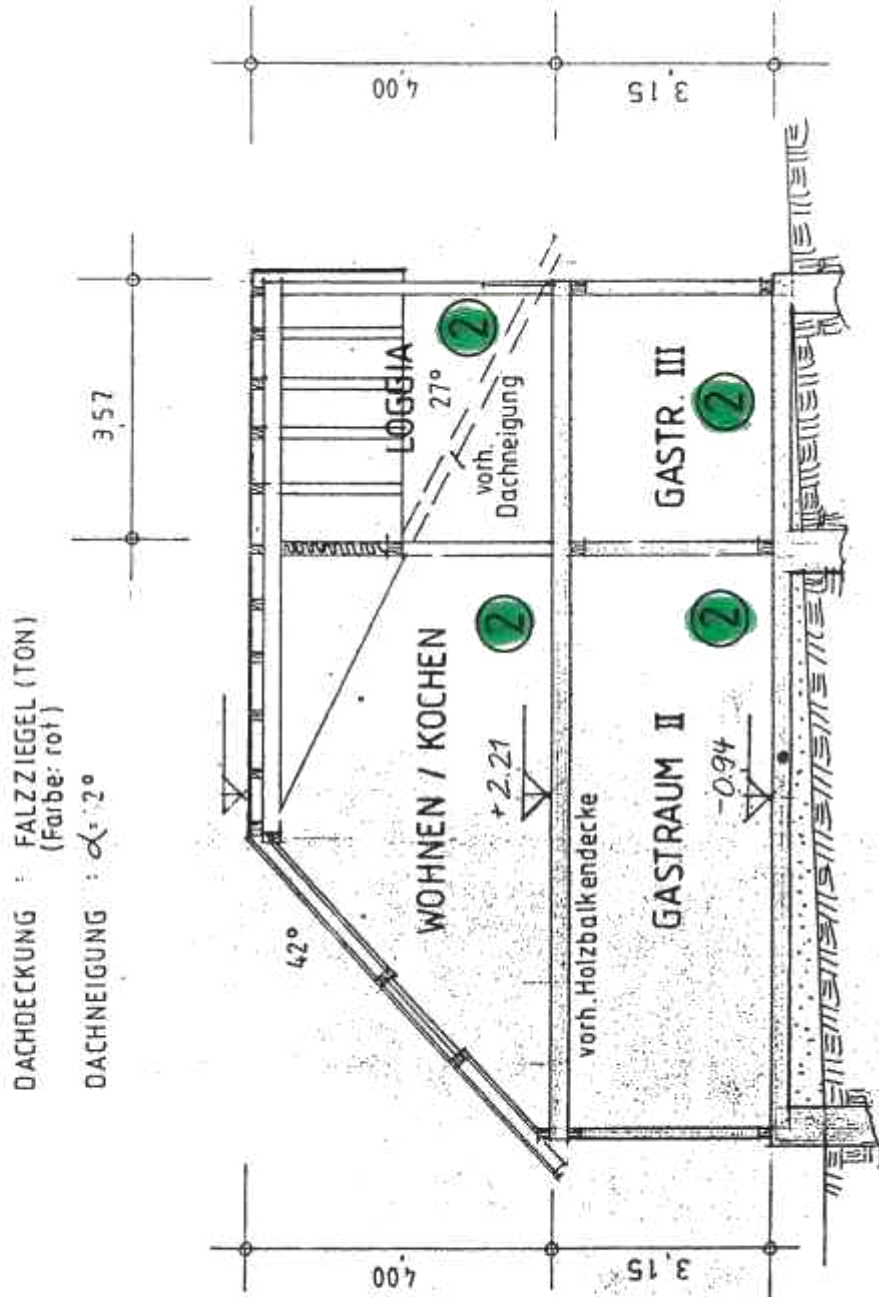 DACHDECKUNG : FALZZIEGEL (TON)
(Farbe: rot)
DACHNEIGUNG : α = 2°
3,57
4,00
3,15
42°
LOGGIA
2
27°
vorh.
Dachneigung
WOHNEN / KOCHEN
2
+2.21
vorh. Holzbalkendecke
GASTRAUM II
2
-0.94
GASTR. III
2
4,00
3,15